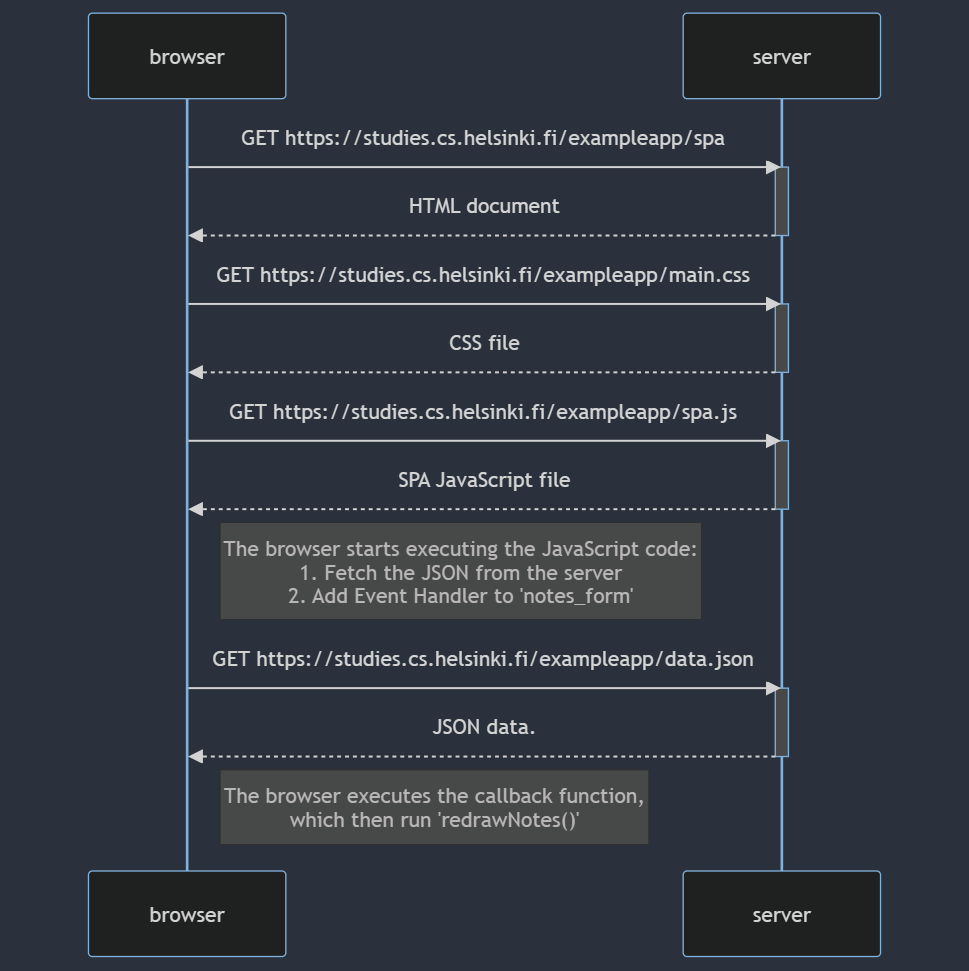 browser
server
GET https://studies.cs.helsinki.fi/exampleapp/spa
HTML document
GET https://studies.cs.helsinki.fi/exampleapp/main.css
CSS file
GET https://studies.cs.helsinki.fi/exampleapp/spa.js
SPA JavaScript file
The browser starts executing the JavaScript code:
1. Fetch the JSON from the server
2. Add Event Handler to 'notes_form'
GET https://studies.cs.helsinki.fi/exampleapp/data.json
JSON data.
The browser executes the callback function,
which then run 'redrawNotes()'
browser
server